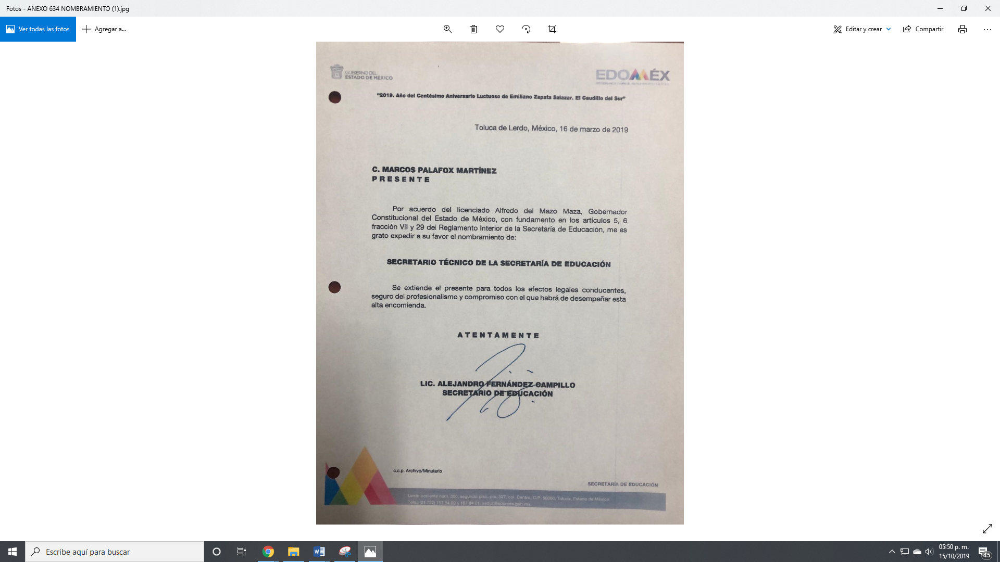 Fotos - ANEXO 634 NOMBRAMIENTO (1).jpg
Ver todas las fotos
Agregar a...
Editar y crear
Compartir
GOBIERNO DEL
ESTADO DE MÉXICO
EDOMÉX
"2019. Año del Centésimo Aniversario Luctuoso de Emiliano Zapata Salazar. El Caudillo del Sur"
Toluca de Lerdo, México, 16 de marzo de 2019
C. MARCOS PALAFOX MARTÍNEZ
P R E S E N T E
Por acuerdo del licenciado Alfredo del Mazo Maza, Gobernador
Constitucional del Estado de México, con fundamento en los artículos 5, 6
fracción VII y 29 del Reglamento Interior de la Secretaría de Educación, me es
grato expedir a su favor el nombramiento de:
SECRETARIO TÉCNICO DE LA SECRETARÍA DE EDUCACIÓN
Se extiende el presente para todos los efectos legales conducentes,
seguro del profesionalismo y compromiso con el que habrá de desempeñar esta
alta encomienda.
A T E N T A M E N T E
LIC. ALEJANDRO FERNÁNDEZ CAMPILLO
SECRETARIO DE EDUCACIÓN
c.c.p. Archivo/Minutario
SECRETARÍA DE EDUCACIÓN
Lerdo poniente núm. 300, segundo piso, pta. 327, col. Centro, C.P. 50000, Toluca, Estado de México
Tels.: (01 722) 167 84 00 y 167 84 01. seduc@edomex.gob.mx.
Escribe aquí para buscar
05:50 p. m.
15/10/2019
45